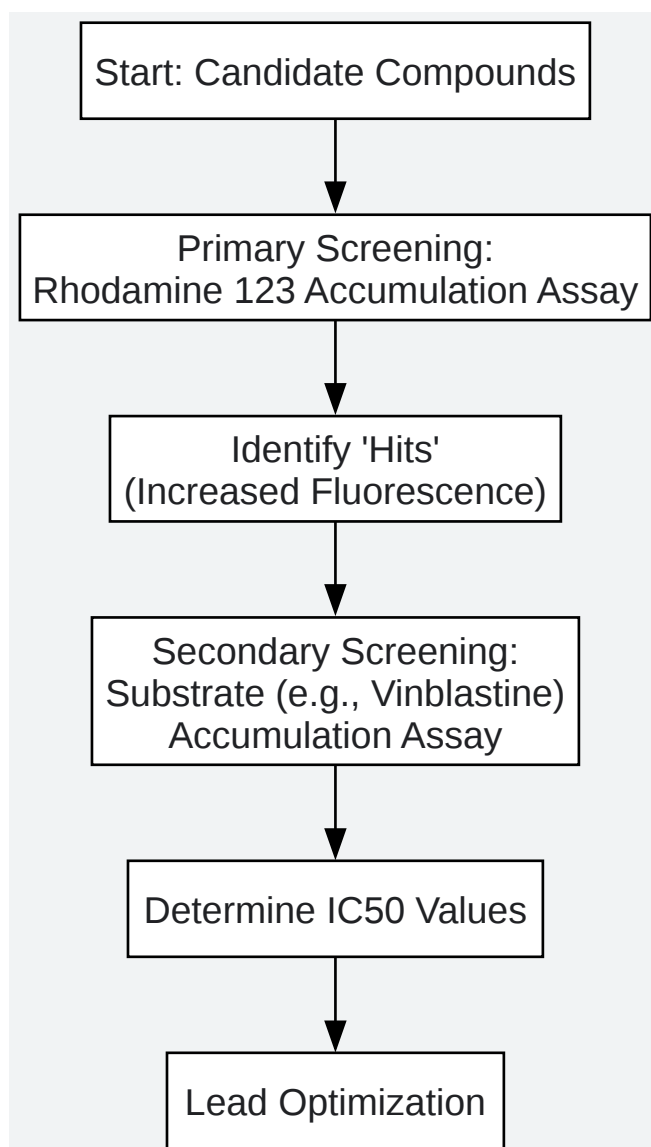 Start: Candidate Compounds
Primary Screening:
Rhodamine 123 Accumulation Assay
Identify 'Hits'
(Increased Fluorescence)
Secondary Screening:
Substrate (e.g., Vinblastine)
Accumulation Assay
Determine IC50 Values
Lead Optimization